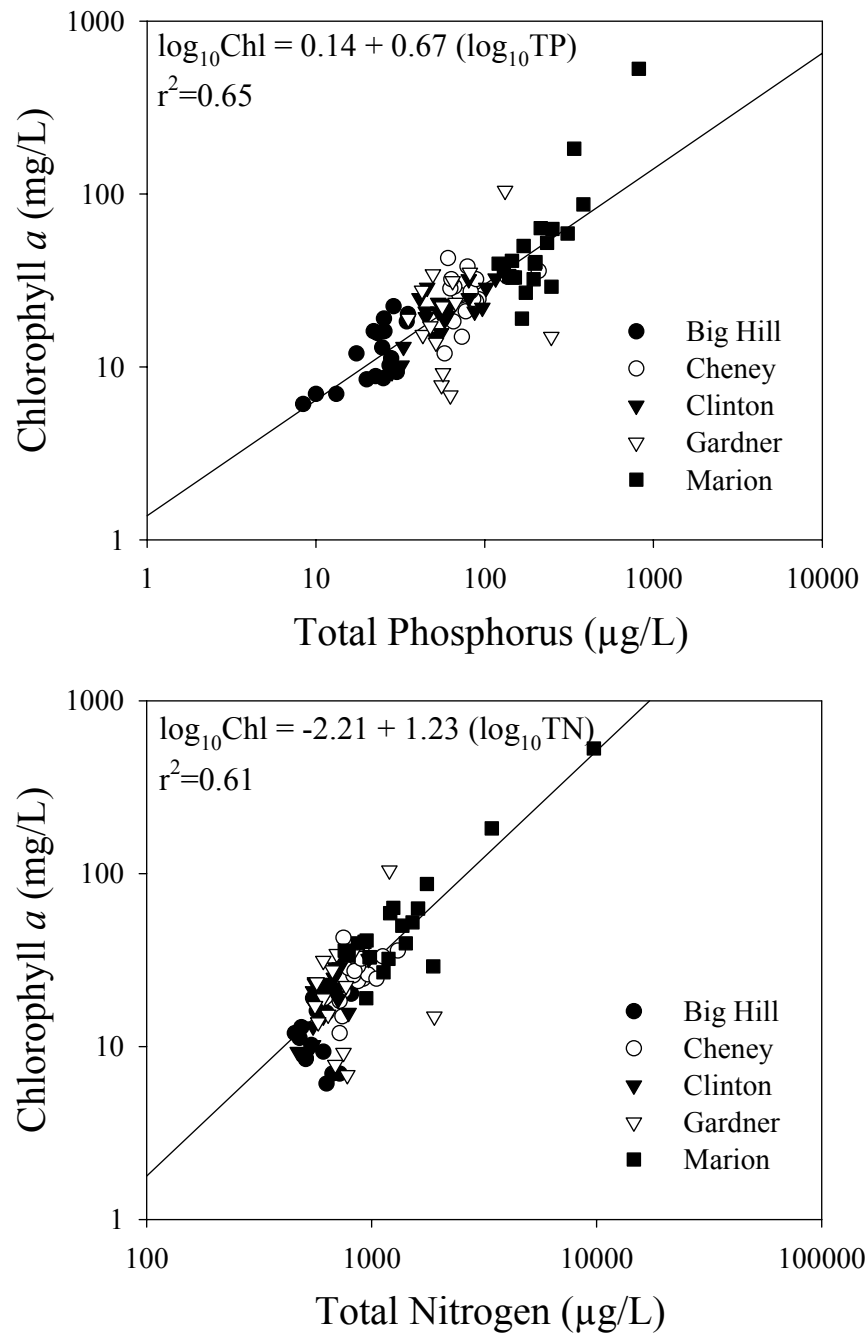 1000
log₁₀Chl = 0.14 + 0.67 (log₁₀TP)
r²=0.65
100
Chlorophyll a (mg/L)
10
Big Hill
Cheney
Clinton
Gardner
Marion
1
1 10 100 1000 10000
Total Phosphorus (µg/L)
1000
log₁₀Chl = -2.21 + 1.23 (log₁₀TN)
r²=0.61
100
Chlorophyll a (mg/L)
10
Big Hill
Cheney
Clinton
Gardner
Marion
1
100 1000 10000 100000
Total Nitrogen (µg/L)